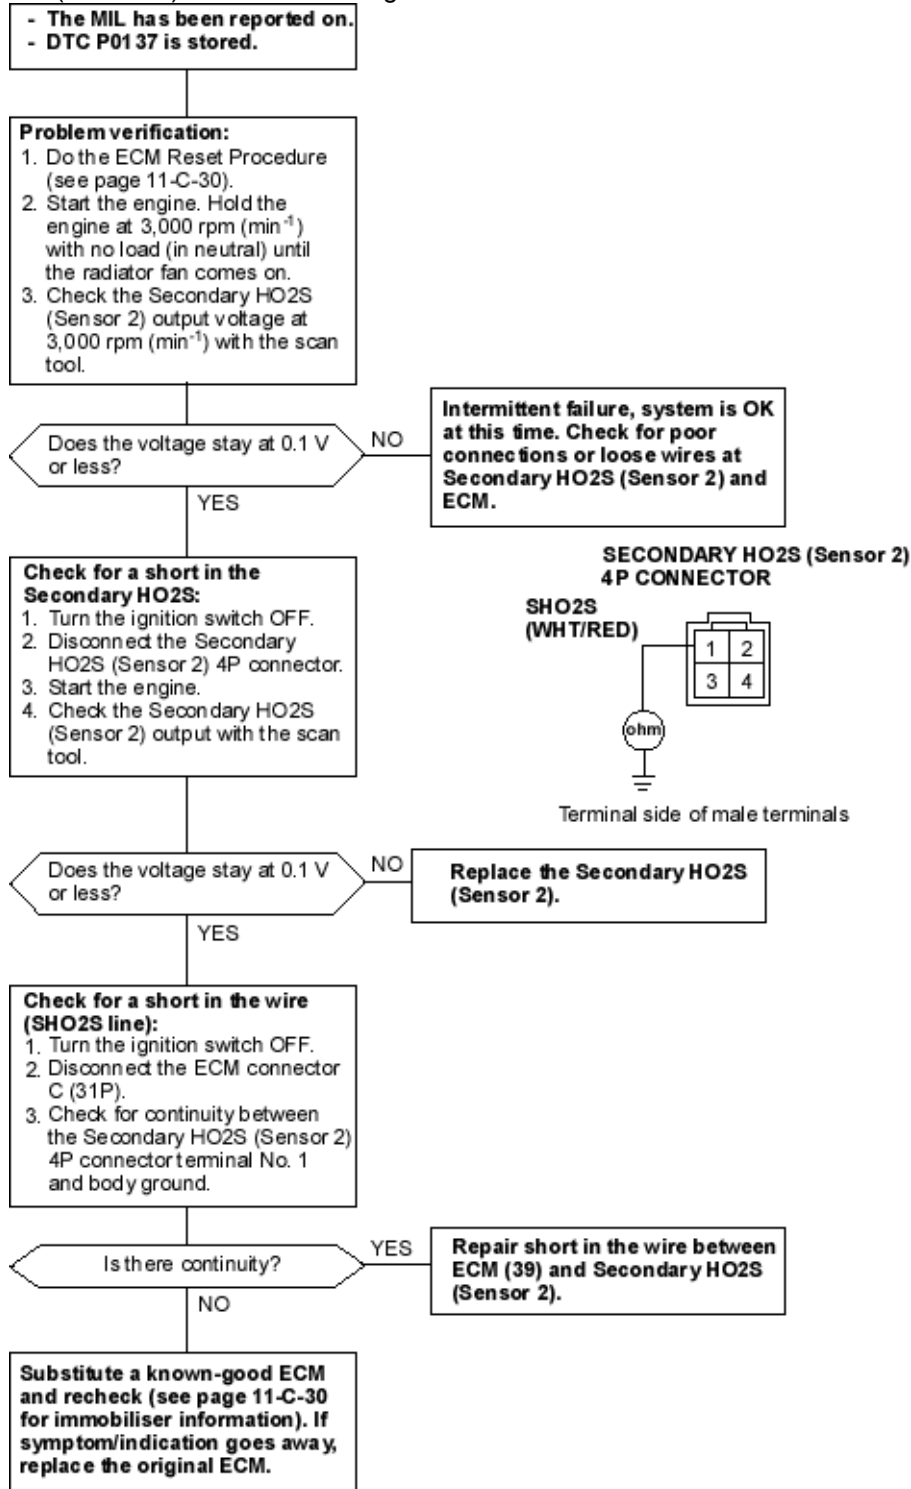 - The MIL has been reported on.
- DTC P0137 is stored.
Problem verification:
1. Do the ECM Reset Procedure
(see page 11-C-30).
2. Start the engine. Hold the
engine at 3,000 rpm (min-1)
with no load (in neutral) until
the radiator fan comes on.
3. Check the Secondary HO2S
(Sensor 2) output voltage at
3,000 rpm (min-1) with the scan
tool.
Does the voltage stay at 0.1 V
or less?
NO
Intermittent failure, system is OK
at this time. Check for poor
connections or loose wires at
Secondary HO2S (Sensor 2) and
ECM.
YES
Check for a short in the
Secondary HO2S:
1. Turn the ignition switch OFF.
2. Disconnect the Secondary
HO2S (Sensor 2) 4P connector.
3. Start the engine.
4. Check the Secondary HO2S
(Sensor 2) output with the scan
tool.
SECONDARY HO2S (Sensor 2)
4P CONNECTOR
SHO2S
(WHT/RED)
1 2
3 4
ohm
Terminal side of male terminals
Does the voltage stay at 0.1 V
or less?
NO
Replace the Secondary HO2S
(Sensor 2).
YES
Check for a short in the wire
(SHO2S line):
1. Turn the ignition switch OFF.
2. Disconnect the ECM connector
C (31P).
3. Check for continuity between
the Secondary HO2S (Sensor 2)
4P connector terminal No. 1
and body ground.
Is there continuity?
YES
Repair short in the wire between
ECM (39) and Secondary HO2S
(Sensor 2).
NO
Substitute a known-good ECM
and recheck (see page 11-C-30
for immobiliser information). If
symptom/indication goes away,
replace the original ECM.